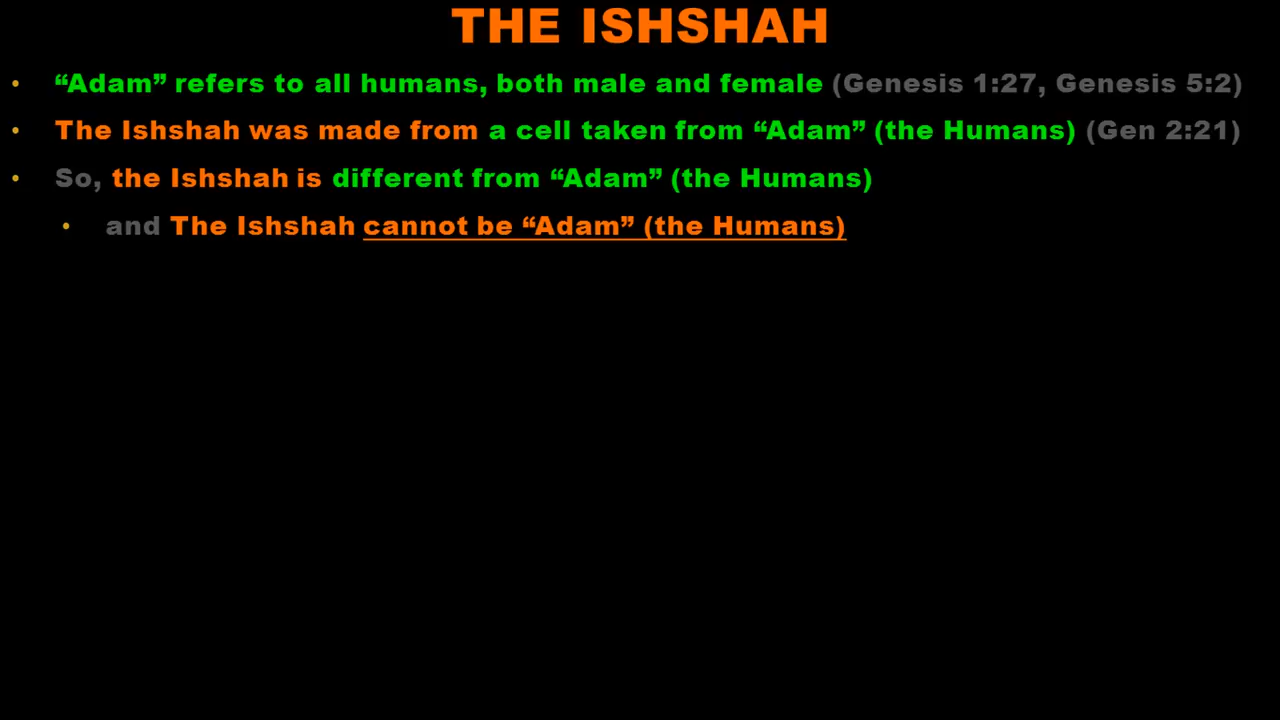 THE ISHSHAH
• “Adam” refers to all humans, both male and female (Genesis 1:27, Genesis 5:2)
• The Ishshah was made from a cell taken from “Adam” (the Humans) (Gen 2:21)
• So, the Ishshah is different from “Adam” (the Humans)
• and The Ishshah cannot be “Adam” (the Humans)